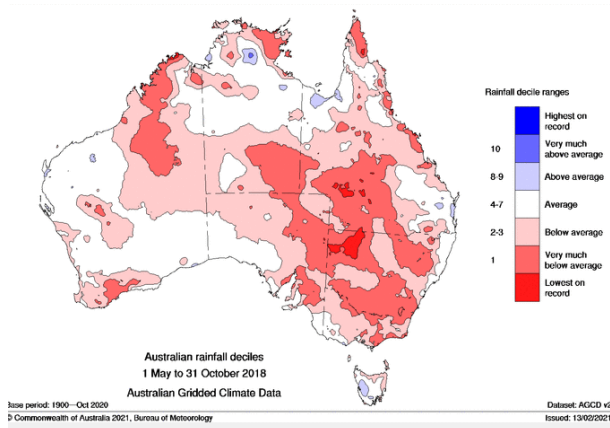 Rainfall decile ranges
Highest on
record
10
Very much
above average
8-9
Above average
4-7
Average
2-3
Below average
1
Very much
below average
Lowest on
record
Australian rainfall deciles
1 May to 31 October 2018
Australian Gridded Climate Data
Base period: 1900—Oct 2020
Dataset: AGCD v2
© Commonwealth of Australia 2021, Bureau of Meteorology
Issued: 13/02/2021